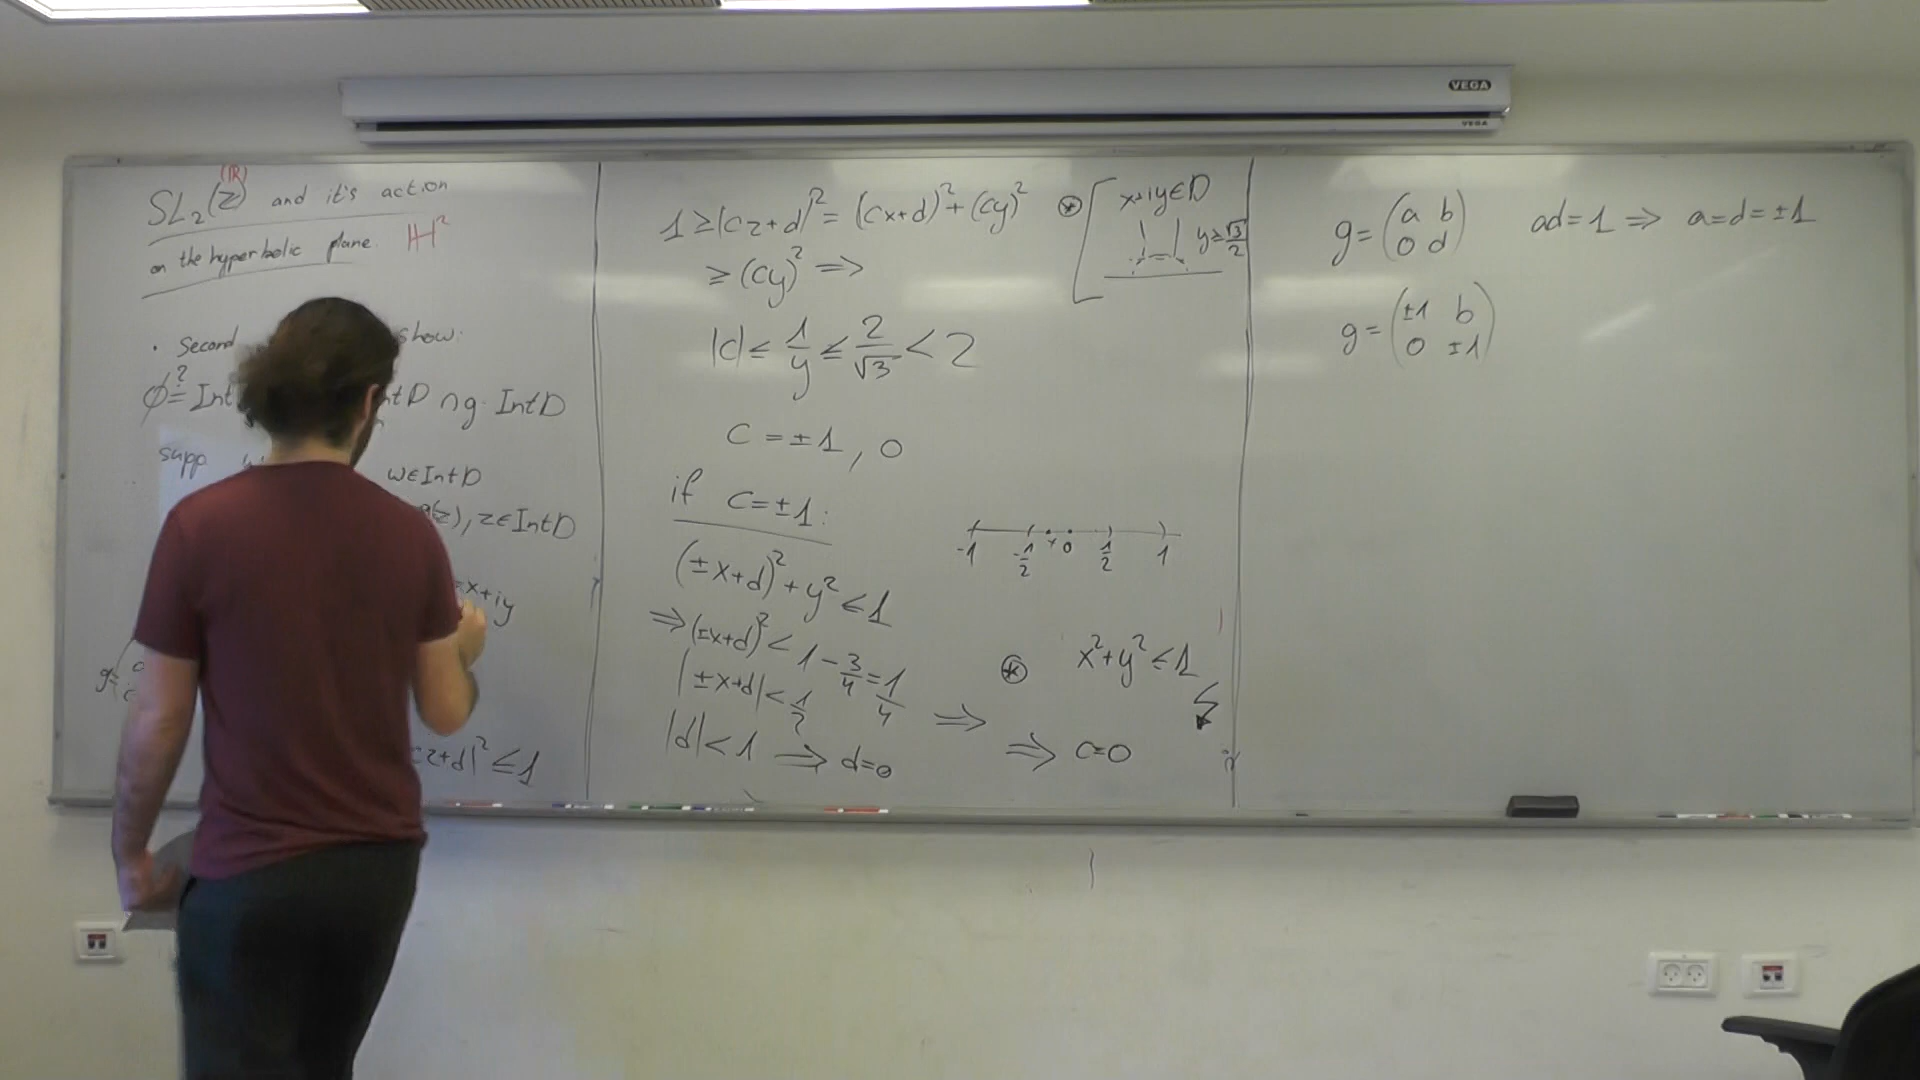 VEGA
VEGA
SL₂(Z) (IR) and it's action
on the hyperbolic plane. H²
• Second show:
∅ ?= Int D ∩ g · Int D
supp w∈Int D
g(z), z∈Int D
= x+iy
g=
cz+d|² ≤ 1
1 ≥ |cz+d|² = (cx+d)² + (cy)²
≥ (cy)² ⇒
|c| ≤ 1/y ≤ 2/√3 < 2
C = ±1, 0
if C = ±1:
(±x+d)² + y² ≤ 1
⇒ (±x+d)² < 1 - 3/4 = 1/4
|±x+d| < 1/2 ⇒
|d| < 1 ⇒ d=0
⊛ x+iy∈D
y ≥ √3/2
-1 -1/2 x 0 1/2 1
⊛ x²+y² ≤ 1
⇒ c=0
g = (a b
0 d) ad=1 ⇒ a=d=±1
g = (±1 b
0 ±1)